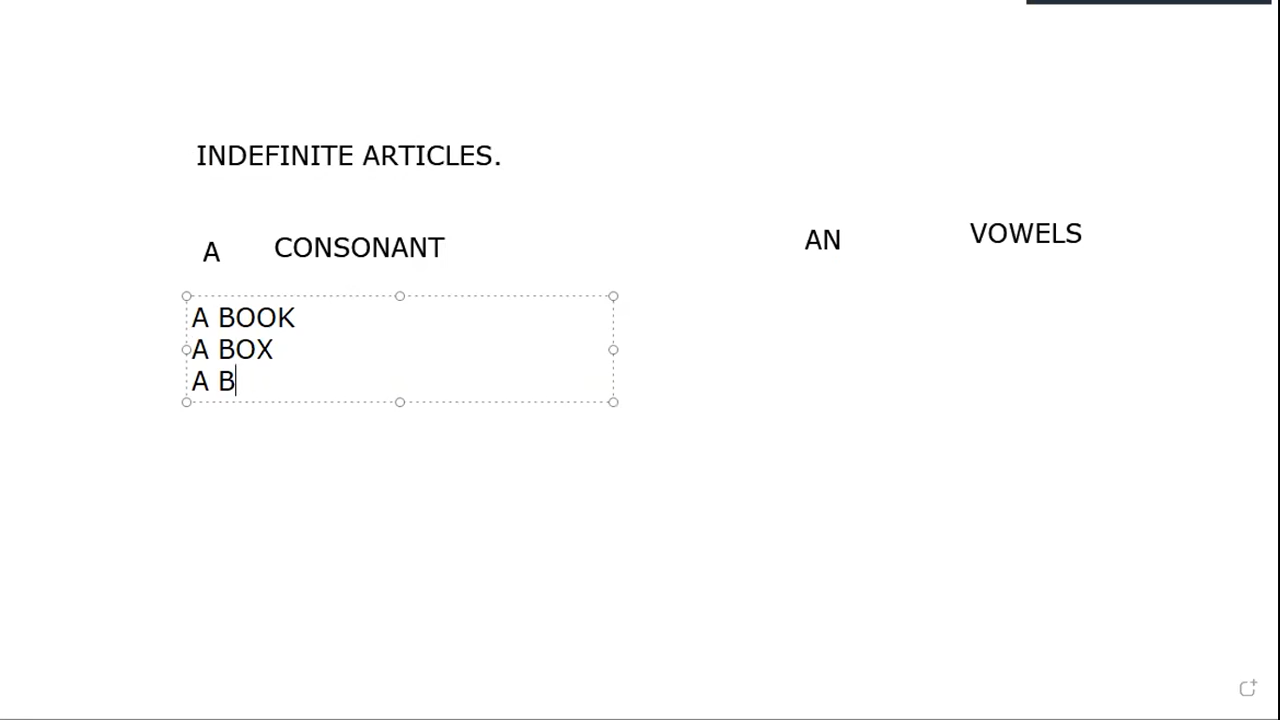 INDEFINITE ARTICLES.
A CONSONANT AN VOWELS
A BOOK
A BOX
A B